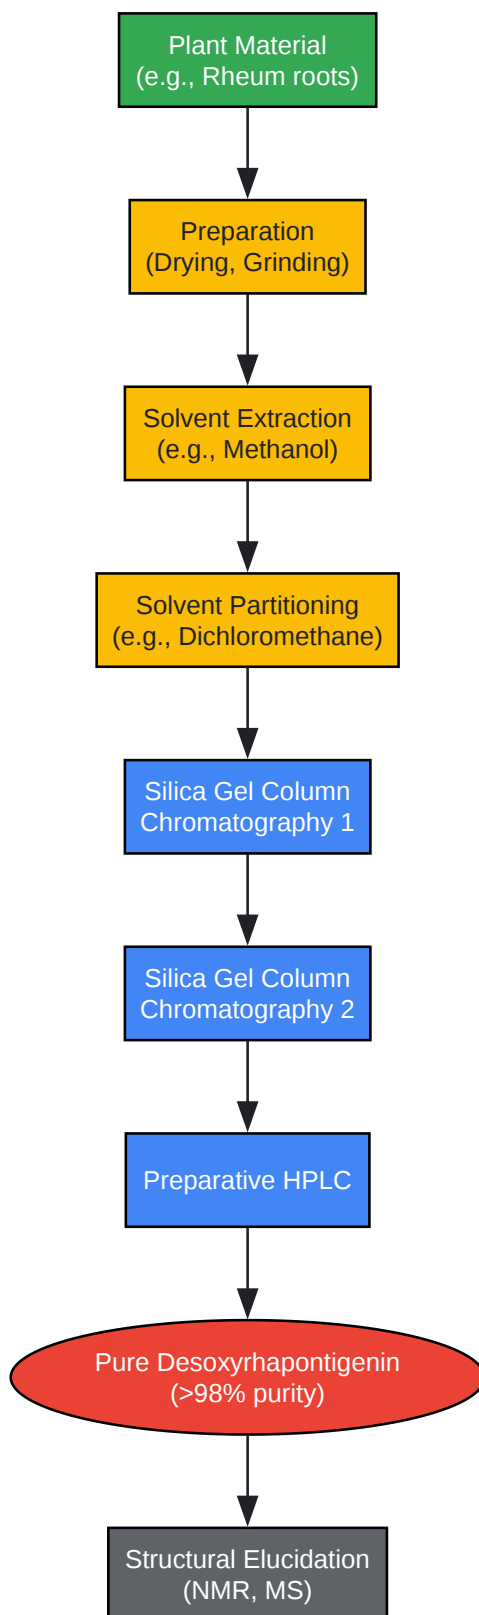 Plant Material
(e.g., Rheum roots)
Preparation
(Drying, Grinding)
Solvent Extraction
(e.g., Methanol)
Solvent Partitioning
(e.g., Dichloromethane)
Silica Gel Column
Chromatography 1
Silica Gel Column
Chromatography 2
Preparative HPLC
Pure Desoxyrhapontigenin
(>98% purity)
Structural Elucidation
(NMR, MS)